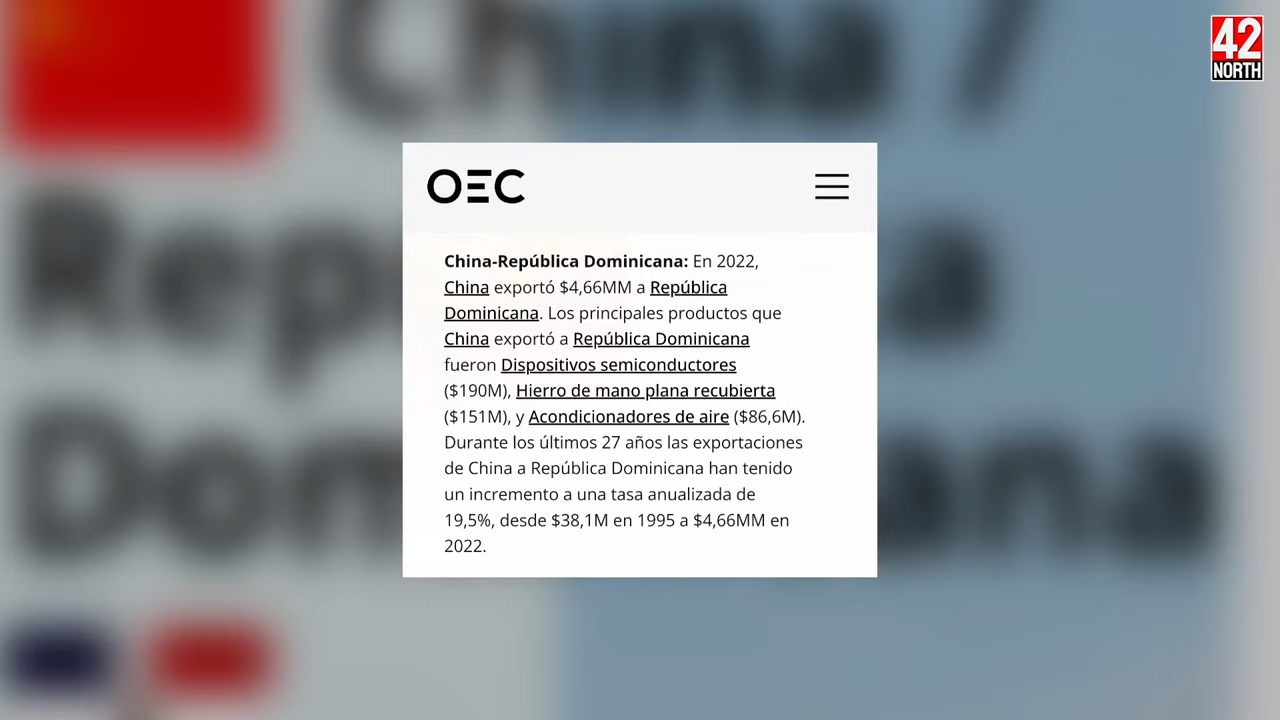 China /
República
Dominicana
42
NORTH
OEC
China-República Dominicana: En 2022,
China exportó $4,66MM a República
Dominicana. Los principales productos que
China exportó a República Dominicana
fueron Dispositivos semiconductores
($190M), Hierro de mano plana recubierta
($151M), y Acondicionadores de aire ($86,6M).
Durante los últimos 27 años las exportaciones
de China a República Dominicana han tenido
un incremento a una tasa anualizada de
19,5%, desde $38,1M en 1995 a $4,66MM en
2022.